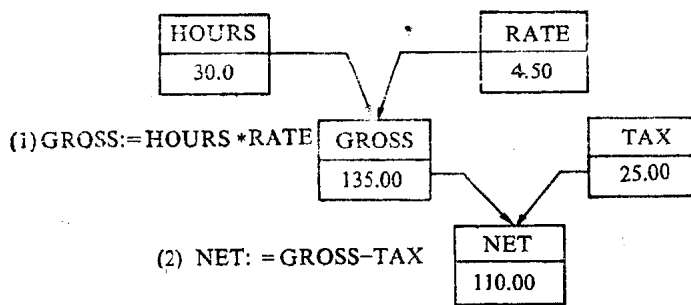 HOURS RATE
30.0 4.50
(1) GROSS:=HOURS *RATE GROSS TAX
135.00 25.00
(2) NET: =GROSS-TAX NET
110.00